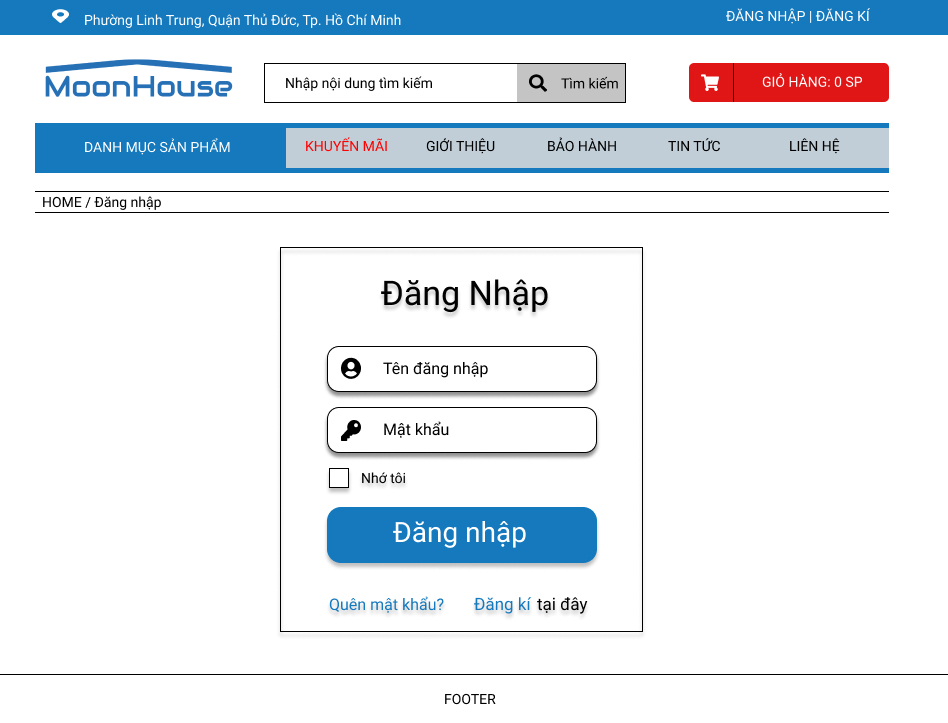 Phường Linh Trung, Quận Thủ Đức, Tp. Hồ Chí Minh
ĐĂNG NHẬP | ĐĂNG KÍ
MoonHouse
Nhập nội dung tìm kiếm
Tìm kiếm
GIỎ HÀNG: 0 SP
DANH MỤC SẢN PHẨM
KHUYẾN MÃI
GIỚI THIỆU
BẢO HÀNH
TIN TỨC
LIÊN HỆ
HOME / Đăng nhập
Đăng Nhập
Tên đăng nhập
Mật khẩu
Nhớ tôi
Đăng nhập
Quên mật khẩu?
Đăng kí tại đây
FOOTER